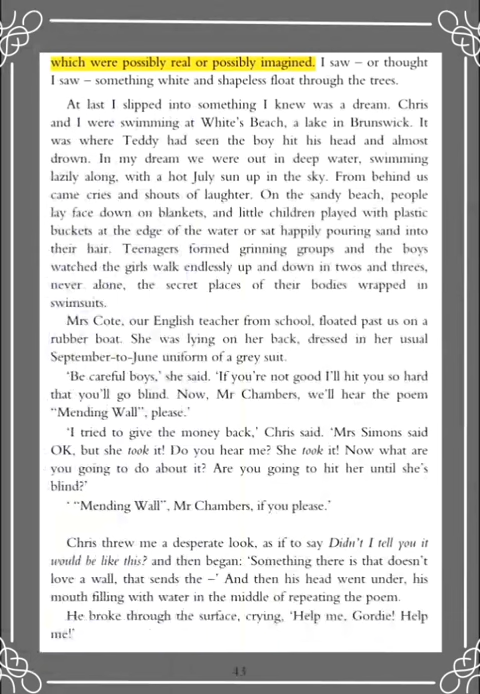 which were possibly real or possibly imagined. I saw – or thought
I saw – something white and shapeless float through the trees.
At last I slipped into something I knew was a dream. Chris
and I were swimming at White's Beach, a lake in Brunswick. It
was where Teddy had seen the boy hit his head and almost
drown. In my dream we were out in deep water, swimming
lazily along, with a hot July sun up in the sky. From behind us
came cries and shouts of laughter. On the sandy beach, people
lay face down on blankets, and little children played with plastic
buckets at the edge of the water or sat happily pouring sand into
their hair. Teenagers formed grinning groups and the boys
watched the girls walk endlessly up and down in twos and threes,
never alone, the secret places of their bodies wrapped in
swimsuits.
Mrs Cote, our English teacher from school, floated past us on a
rubber boat. She was lying on her back, dressed in her usual
September-to-June uniform of a grey suit.
'Be careful boys,' she said. 'If you're not good I'll hit you so hard
that you'll go blind. Now, Mr Chambers, we'll hear the poem
"Mending Wall", please.'
'I tried to give the money back,' Chris said. 'Mrs Simons said
OK, but she took it! Do you hear me? She took it! Now what are
you going to do about it? Are you going to hit her until she's
blind?'
' "Mending Wall", Mr Chambers, if you please.'
Chris threw me a desperate look, as if to say Didn't I tell you it
would be like this? and then began: 'Something there is that doesn't
love a wall, that sends the –' And then his head went under, his
mouth filling with water in the middle of repeating the poem.
He broke through the surface, crying, 'Help me, Gordie! Help
me!'
43